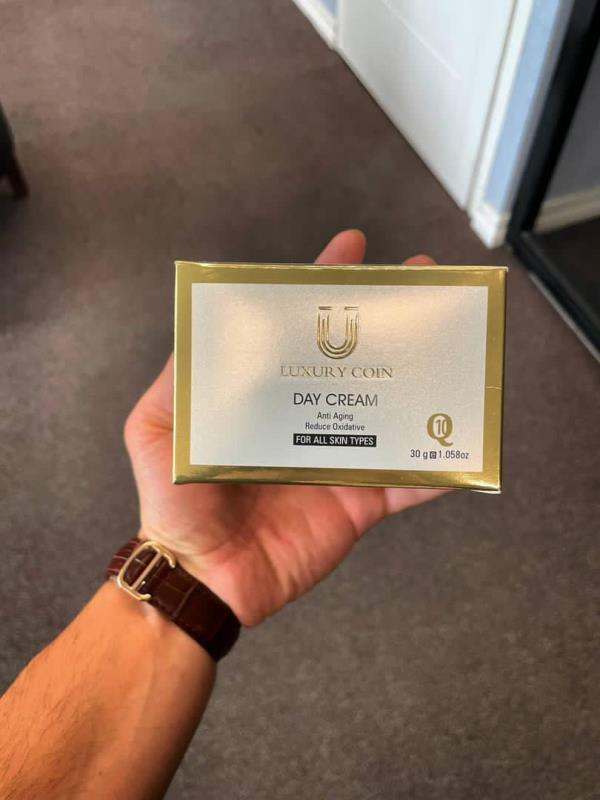 LUXURY COIN
DAY CREAM
Anti Aging
Reduce Oxidative
FOR ALL SKIN TYPES
Q10
30 g ℮ 1.058oz